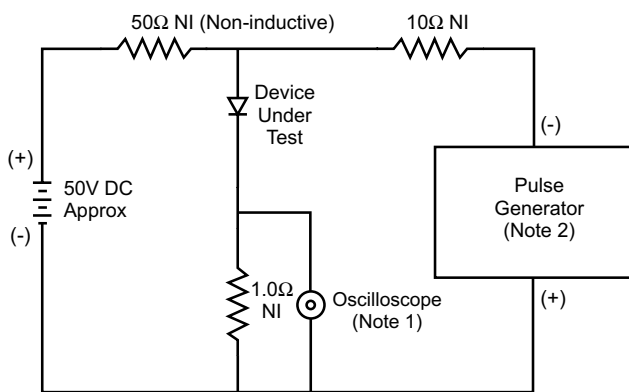 50Ω NI (Non-inductive)
10Ω NI
Device
Under
Test
(+)
50V DC
Approx
(-)
(-)
Pulse
Generator
(Note 2)
(+)
1.0Ω
NI
Oscilloscope
(Note 1)